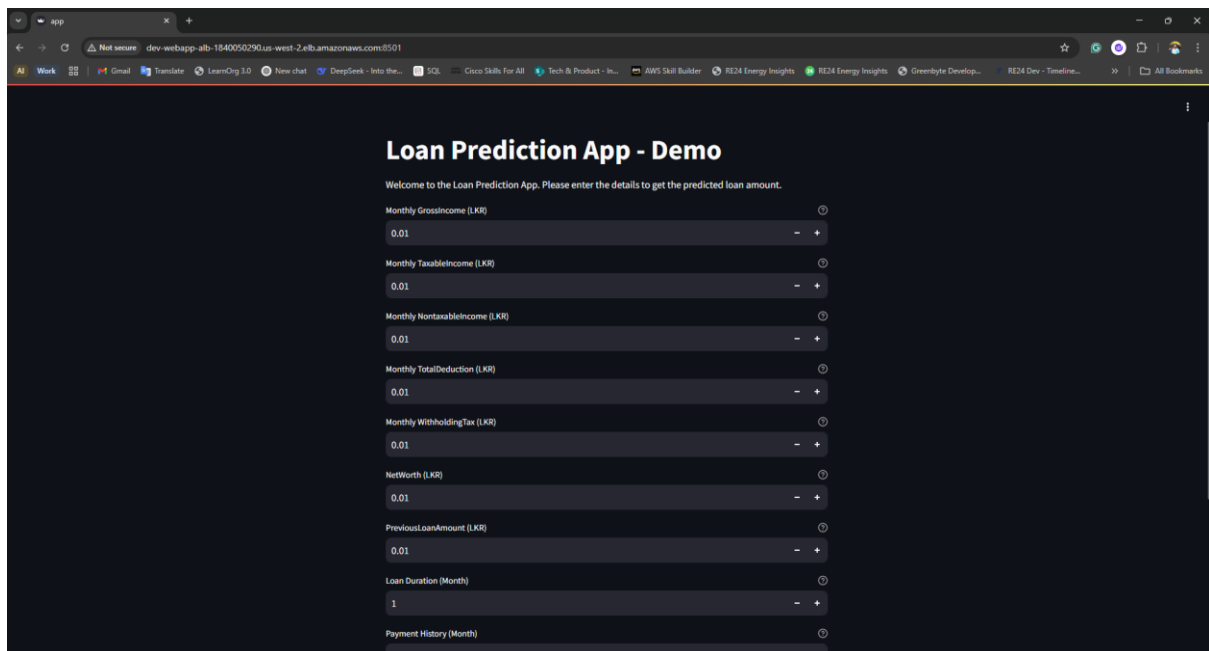 app
Not secure dev-webapp-alb-1840050290.us-west-2.elb.amazonaws.com:8501
AI Work Gmail Translate LearnOrg 3.0 New chat DeepSeek - Into the... SQL Cisco Skills For All Tech & Product - In... AWS Skill Builder RE24 Energy Insights RE24 Energy Insights Greenbyte Develop... RE24 Dev - Timeline... » All Bookmarks
Loan Prediction App - Demo
Welcome to the Loan Prediction App. Please enter the details to get the predicted loan amount.
Monthly GrossIncome (LKR)
0.01
Monthly TaxableIncome (LKR)
0.01
Monthly NontaxableIncome (LKR)
0.01
Monthly TotalDeduction (LKR)
0.01
Monthly WithholdingTax (LKR)
0.01
NetWorth (LKR)
0.01
PreviousLoanAmount (LKR)
0.01
Loan Duration (Month)
1
Payment History (Month)